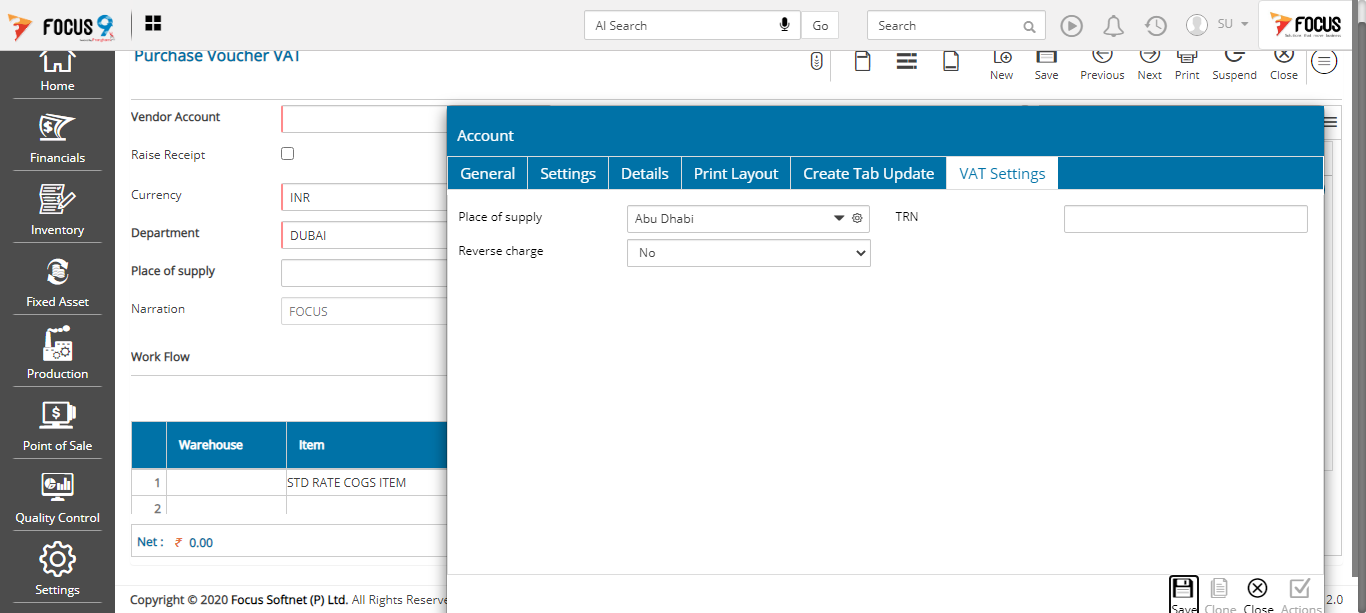 FOCUS 9
AI Search
Go
Search
SU
FOCUS
Home
Financials
Inventory
Fixed Asset
Production
Point of Sale
Quality Control
Settings
Purchase Voucher VAT
New
Save
Previous
Next
Print
Suspend
Close
Vendor Account
Raise Receipt
Currency
INR
Department
DUBAI
Place of supply
Narration
FOCUS
Work Flow
Warehouse
Item
1
STD RATE COGS ITEM
2
Net : ₹ 0.00
Account
General
Settings
Details
Print Layout
Create Tab Update
VAT Settings
Place of supply
Abu Dhabi
TRN
Reverse charge
No
Save
Clone
Close
Actions
Copyright © 2020 Focus Softnet (P) Ltd. All Rights Reserve
2.0